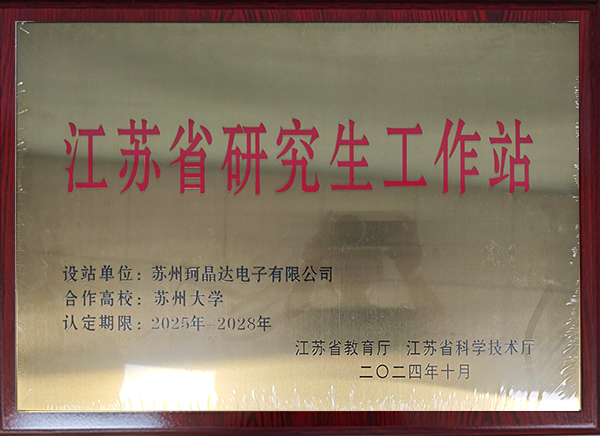 江苏省研究生工作站
设站单位：苏州珂晶达电子有限公司
合作高校：苏州大学
认定期限：2025年-2028年
江苏省教育厅 江苏省科学技术厅
二〇二四年十月